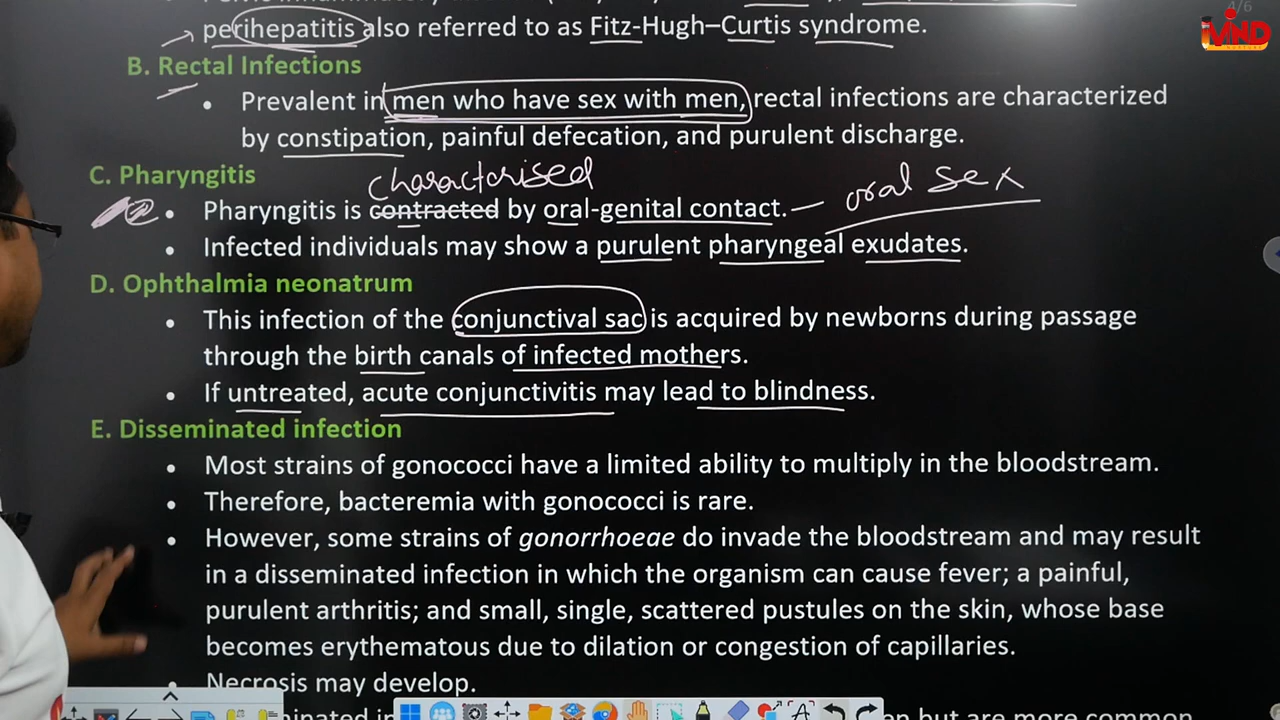 4/6
MIND
perihepatitis also referred to as Fitz-Hugh–Curtis syndrome.
B. Rectal Infections
• Prevalent in men who have sex with men, rectal infections are characterized
by constipation, painful defecation, and purulent discharge.
C. Pharyngitis
characterised
oral sex
• Pharyngitis is contracted by oral-genital contact.
• Infected individuals may show a purulent pharyngeal exudates.
D. Ophthalmia neonatrum
• This infection of the conjunctival sac is acquired by newborns during passage
through the birth canals of infected mothers.
• If untreated, acute conjunctivitis may lead to blindness.
E. Disseminated infection
• Most strains of gonococci have a limited ability to multiply in the bloodstream.
• Therefore, bacteremia with gonococci is rare.
• However, some strains of gonorrhoeae do invade the bloodstream and may result
in a disseminated infection in which the organism can cause fever; a painful,
purulent arthritis; and small, single, scattered pustules on the skin, whose base
becomes erythematous due to dilation or congestion of capillaries.
• Necrosis may develop.
but are more common